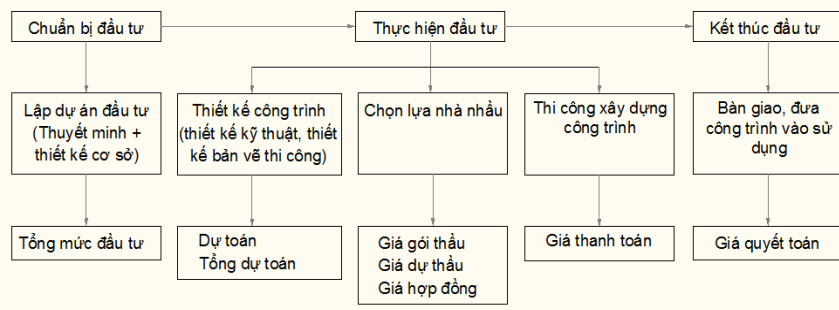 Chuẩn bị đầu tư
Thực hiện đầu tư
Kết thúc đầu tư
Lập dự án đầu tư
(Thuyết minh +
thiết kế cơ sở)
Thiết kế công trình
(thiết kế kỹ thuật, thiết
kế bản vẽ thi công)
Chọn lựa nhà nhầu
Thi công xây dựng
công trình
Bàn giao, đưa
công trình vào sử
dụng
Tổng mức đầu tư
Dự toán
Tổng dự toán
Giá gói thầu
Giá dự thầu
Giá hợp đồng
Giá thanh toán
Giá quyết toán